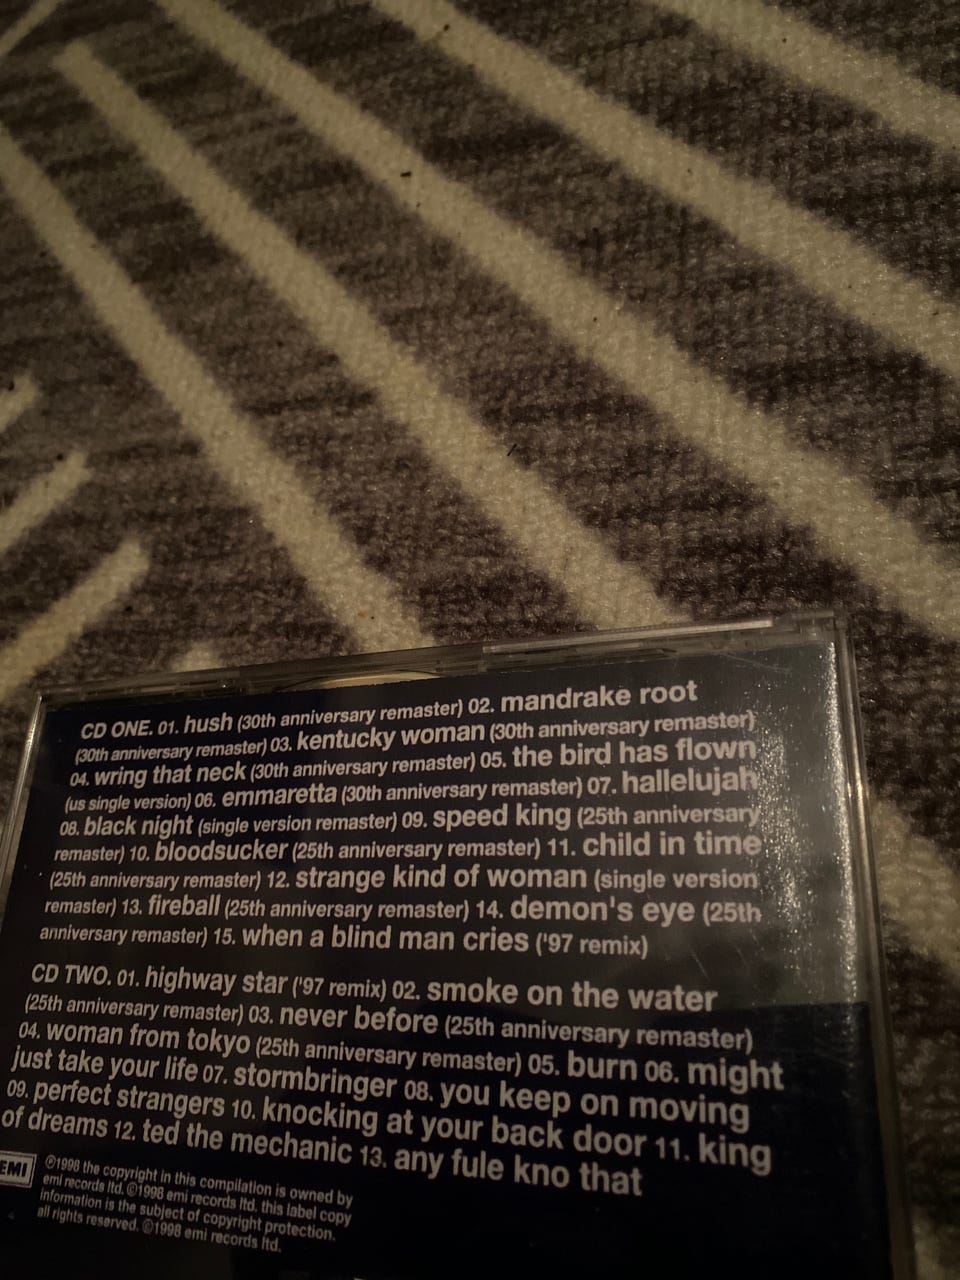 CD ONE. 01. hush (30th anniversary remaster) 02. mandrake root
(30th anniversary remaster) 03. kentucky woman (30th anniversary remaster)
04. wring that neck (30th anniversary remaster) 05. the bird has flown
(us single version) 06. emmaretta (30th anniversary remaster) 07. hallelujah
08. black night (single version remaster) 09. speed king (25th anniversary
remaster) 10. bloodsucker (25th anniversary remaster) 11. child in time
(25th anniversary remaster) 12. strange kind of woman (single version
remaster) 13. fireball (25th anniversary remaster) 14. demon's eye (25th
anniversary remaster) 15. when a blind man cries ('97 remix)
CD TWO. 01. highway star ('97 remix) 02. smoke on the water
(25th anniversary remaster) 03. never before (25th anniversary remaster)
04. woman from tokyo (25th anniversary remaster) 05. burn 06. might
just take your life 07. stormbringer 08. you keep on moving
09. perfect strangers 10. knocking at your back door 11. king
of dreams 12. ted the mechanic 13. any fule kno that
EMI
℗1998 the copyright in this compilation is owned by
emi records ltd. ©1998 emi records ltd. this label copy
information is the subject of copyright protection.
all rights reserved. ©1998 emi records ltd.